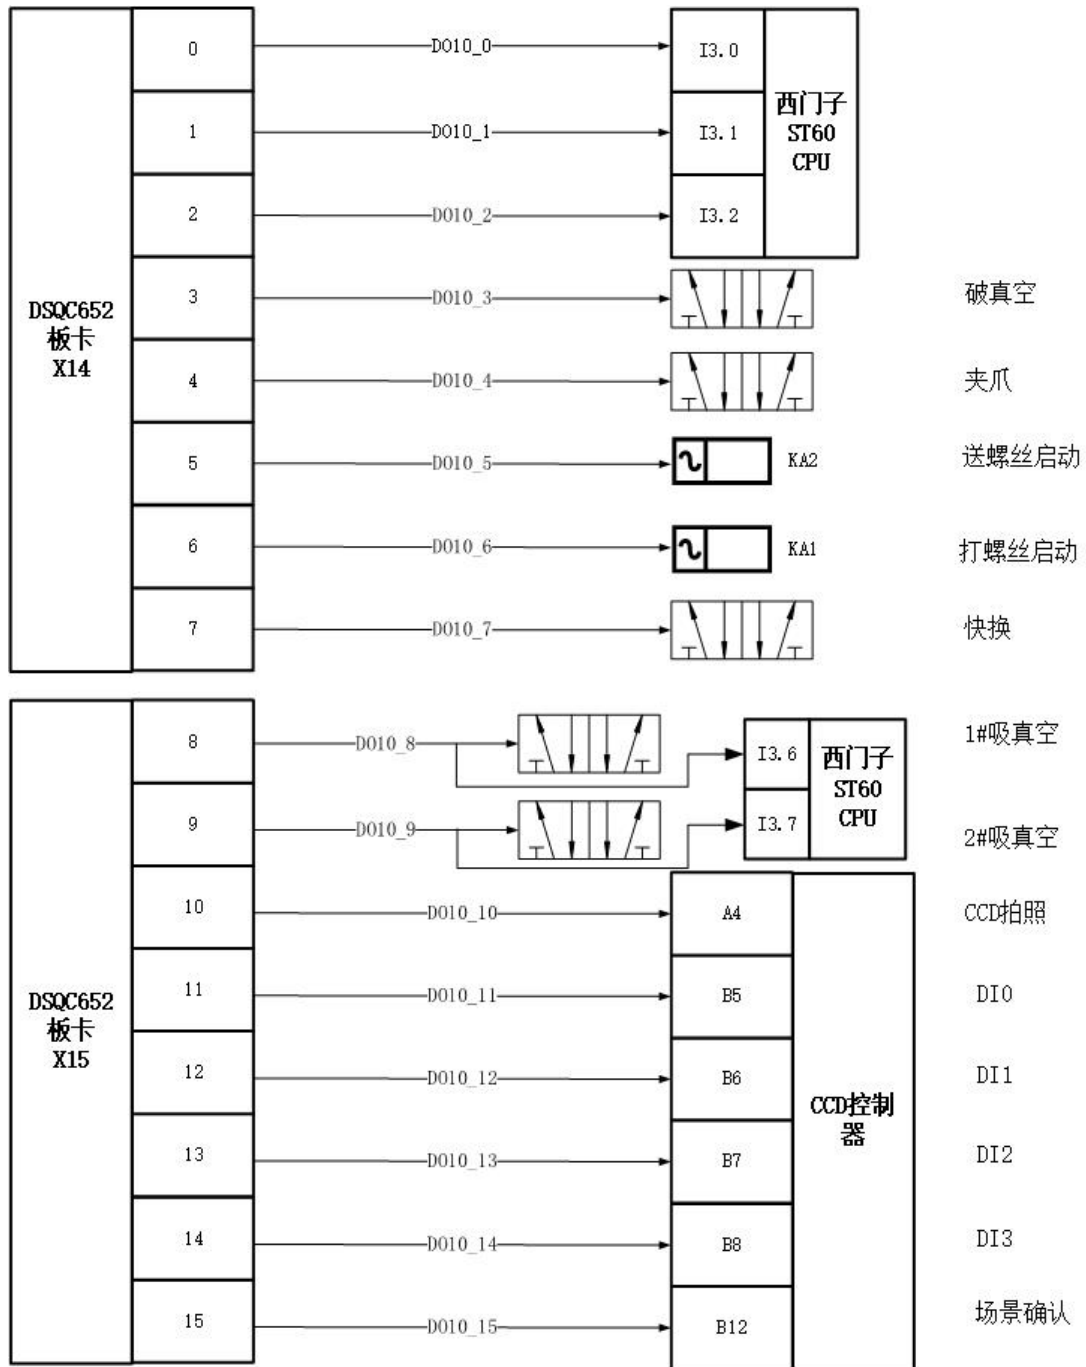 0
DO10_0
I3.0
1
DO10_1
I3.1
西门子
ST60
CPU
2
DO10_2
I3.2
DSQC652
板卡
X14
3
DO10_3
破真空
4
DO10_4
夹爪
5
DO10_5
KA2
送螺丝启动
6
DO10_6
KA1
打螺丝启动
7
DO10_7
快换
8
DO10_8
I3.6
西门子
ST60
CPU
1#吸真空
9
DO10_9
I3.7
2#吸真空
10
DO10_10
A4
CCD拍照
DSQC652
板卡
X15
11
DO10_11
B5
DI0
12
DO10_12
B6
DI1
CCD控制
器
13
DO10_13
B7
DI2
14
DO10_14
B8
DI3
15
DO10_15
B12
场景确认